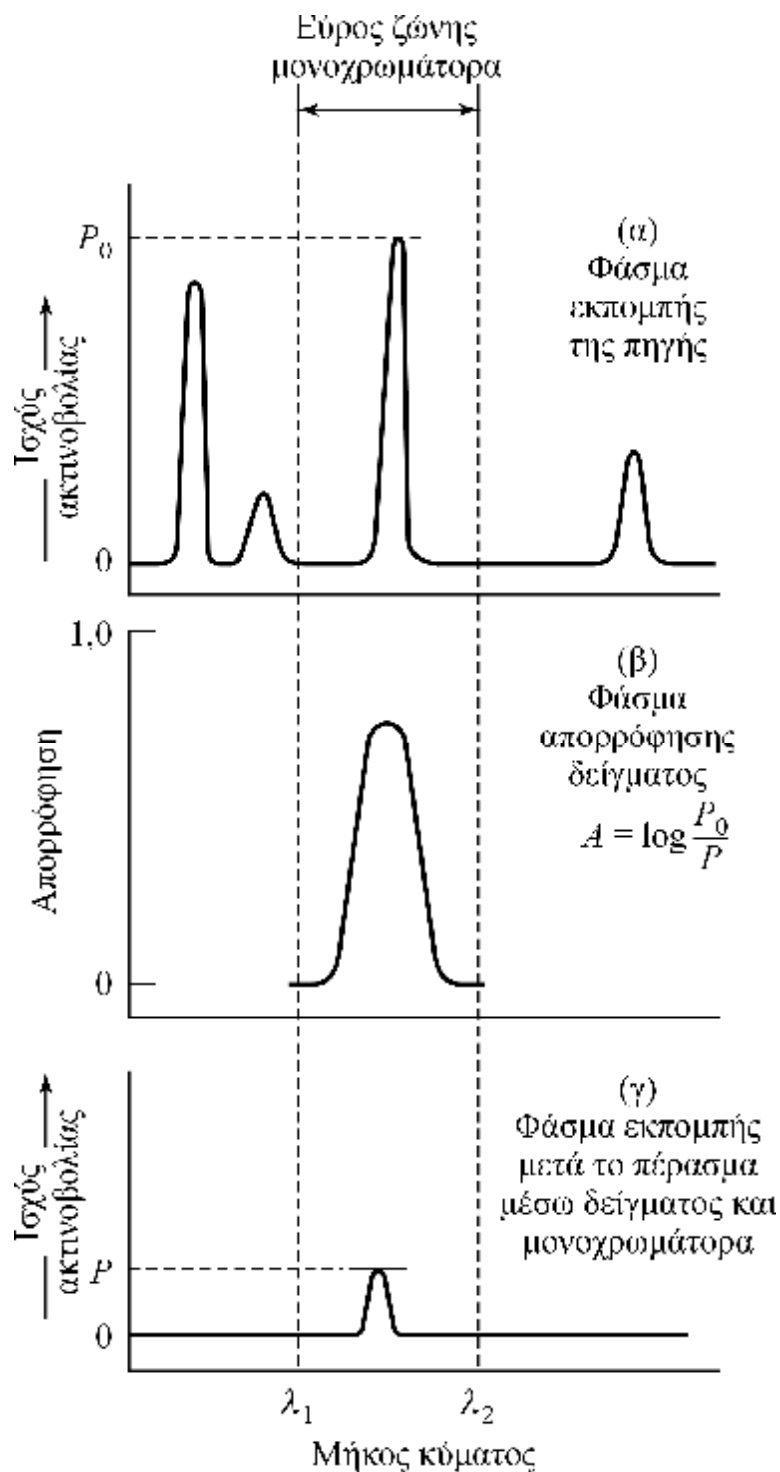 Εύρος ζώνης
μονοχρωμάτορα
P₀
(α)
Φάσμα
εκπομπής
της πηγής
Ισχύς
ακτινοβολίας
0
1,0
(β)
Φάσμα
απορρόφησης
δείγματος
A = log P₀/P
Απορρόφηση
0
(γ)
Φάσμα εκπομπής
μετά το πέρασμα
μέσω δείγματος και
μονοχρωμάτορα
Ισχύς
ακτινοβολίας
P
0
λ₁ λ₂
Μήκος κύματος